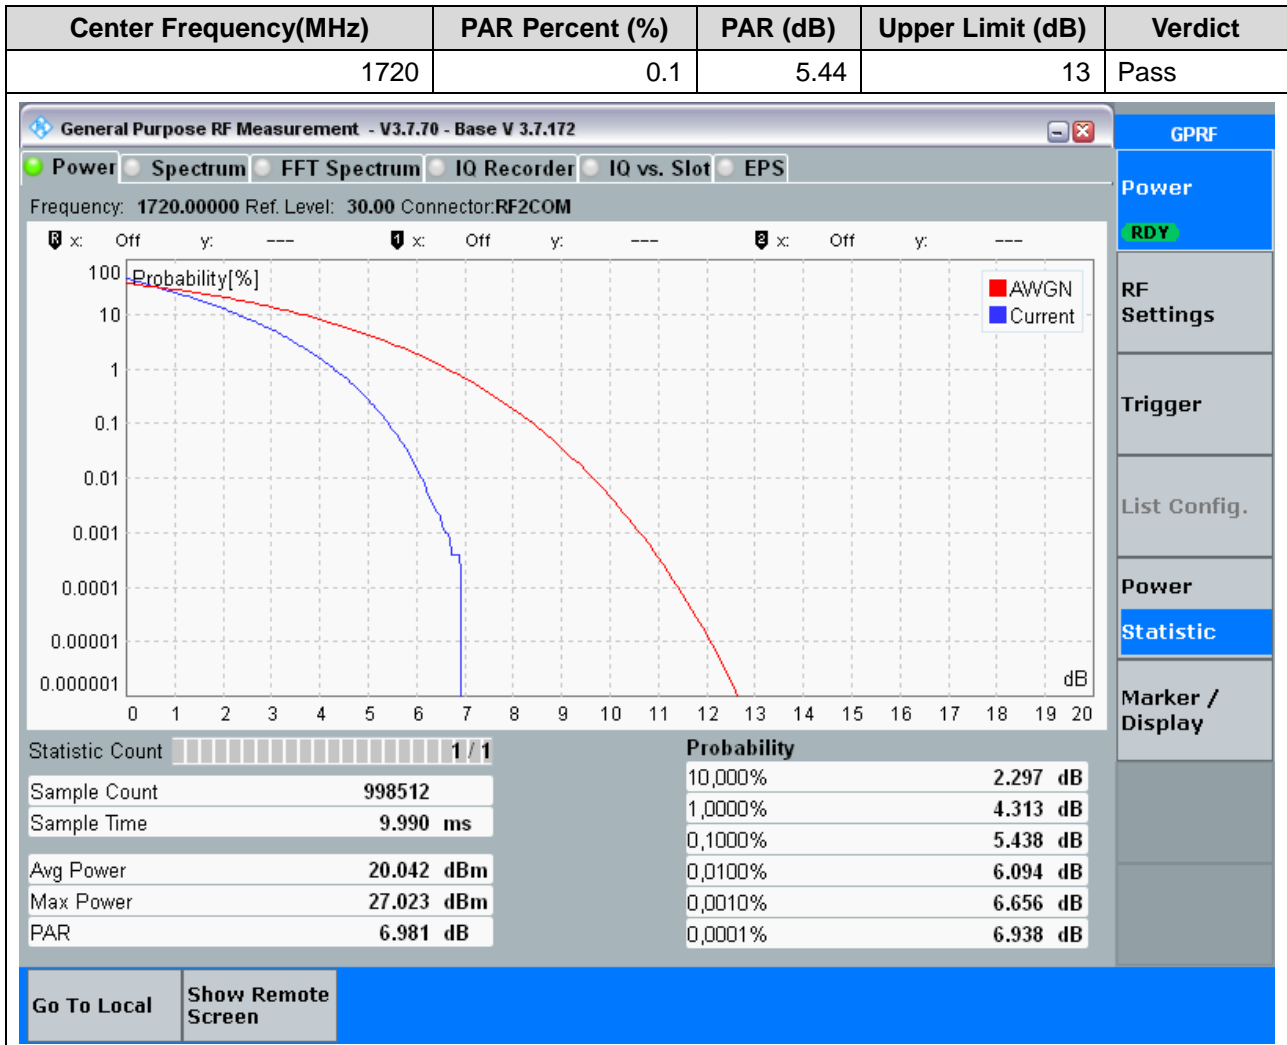 Center Frequency(MHz) PAR Percent (%) PAR (dB) Upper Limit (dB) Verdict
1720 0.1 5.44 13 Pass
General Purpose RF Measurement - V3.7.70 - Base V 3.7.172
GPRF
Power Spectrum FFT Spectrum IQ Recorder IQ vs. Slot EPS
Frequency: 1720.00000 Ref. Level: 30.00 Connector:RF2COM
R x: Off y: --- 1 x: Off y: --- 2 x: Off y: ---
Power
RDY
RF
Settings
Trigger
List Config.
Power
Statistic
Marker /
Display
Probability[%]
AWGN
Current
100
10
1
0.1
0.01
0.001
0.0001
0.00001
0.000001
dB
0 1 2 3 4 5 6 7 8 9 10 11 12 13 14 15 16 17 18 19 20
Statistic Count 1 / 1
Sample Count 998512
Sample Time 9.990 ms
Avg Power 20.042 dBm
Max Power 27.023 dBm
PAR 6.981 dB
Probability
10,000% 2.297 dB
1,0000% 4.313 dB
0,1000% 5.438 dB
0,0100% 6.094 dB
0,0010% 6.656 dB
0,0001% 6.938 dB
Go To Local
Show Remote
Screen